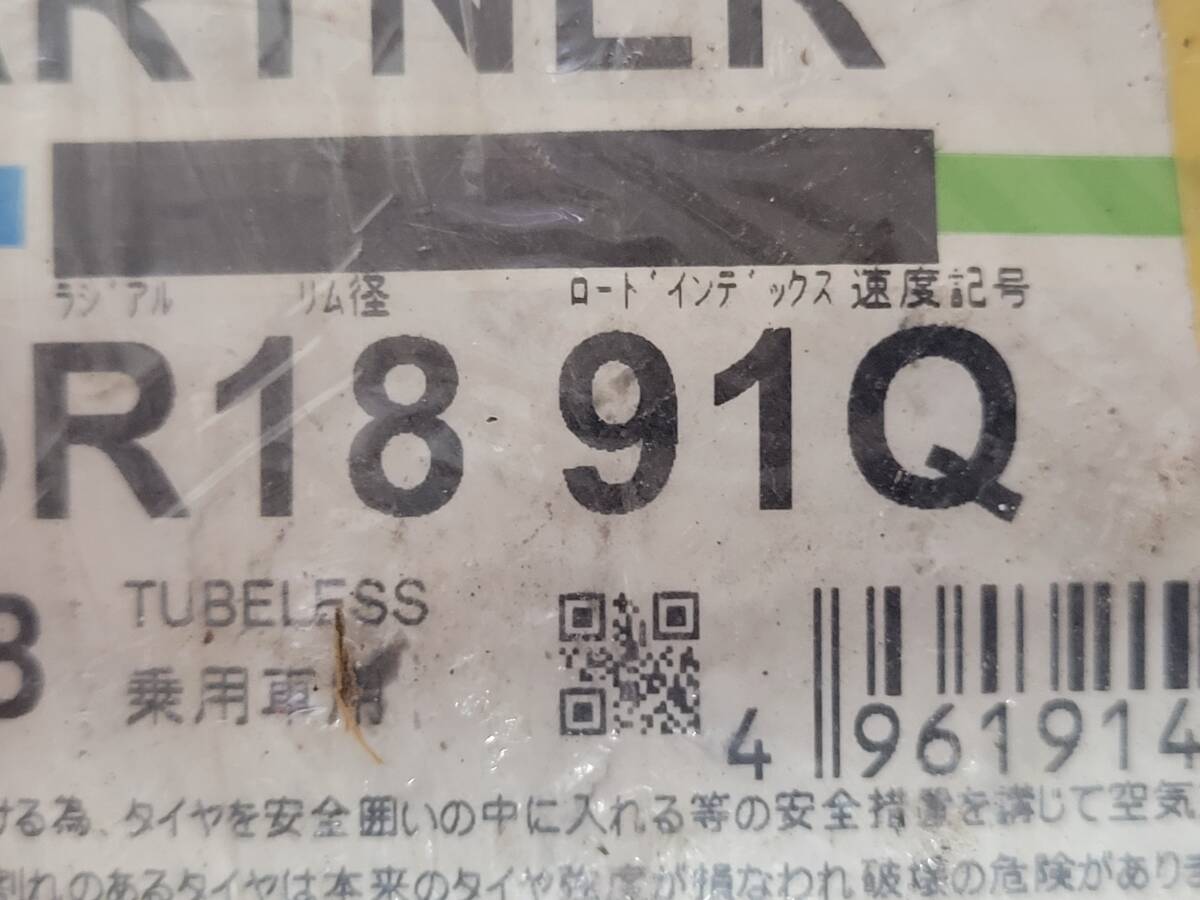 ARTNER
ラジアル リム径 ロードインデックス 速度記号
R18 91Q
TUBELESS
乗用車用
4 961914
ける為、タイヤを安全囲いの中に入れる等の安全措置を講じて空気
割れのあるタイヤは本来のタイヤ強度が損なわれ破壊の危険があり